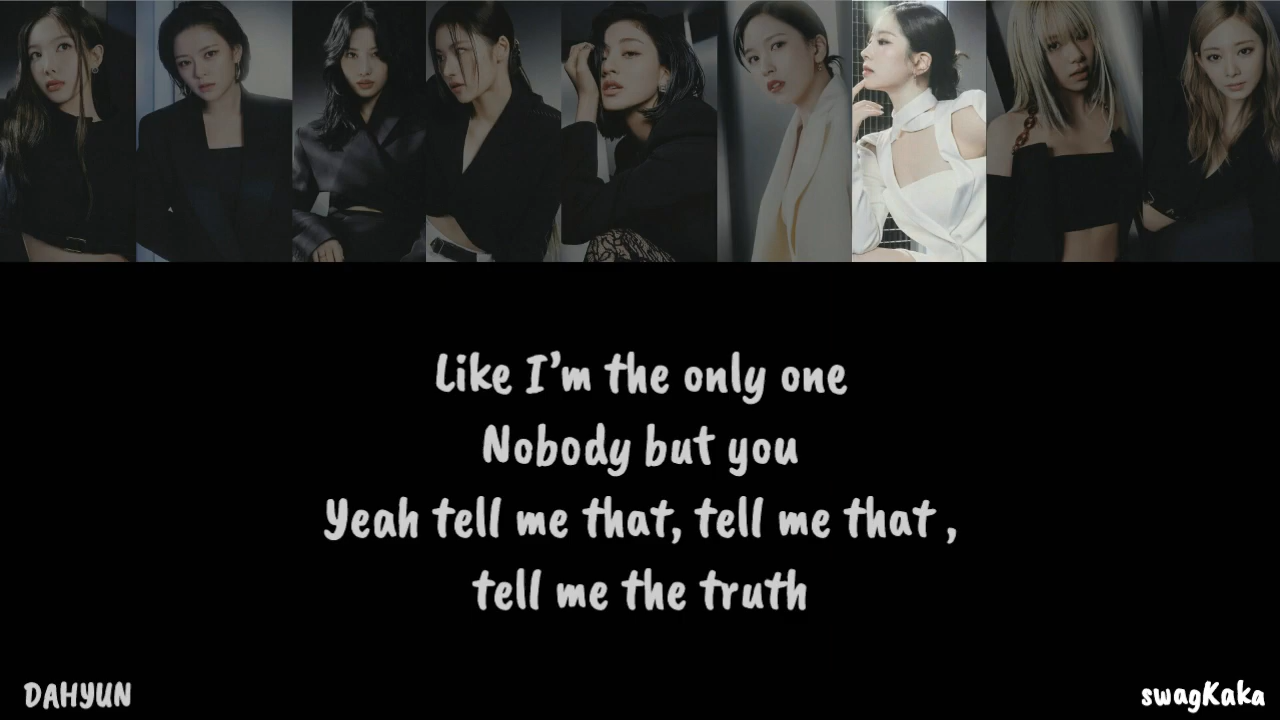 Like I'm the only one
Nobody but you
Yeah tell me that, tell me that ,
tell me the truth
DAHYUN
swagKaka